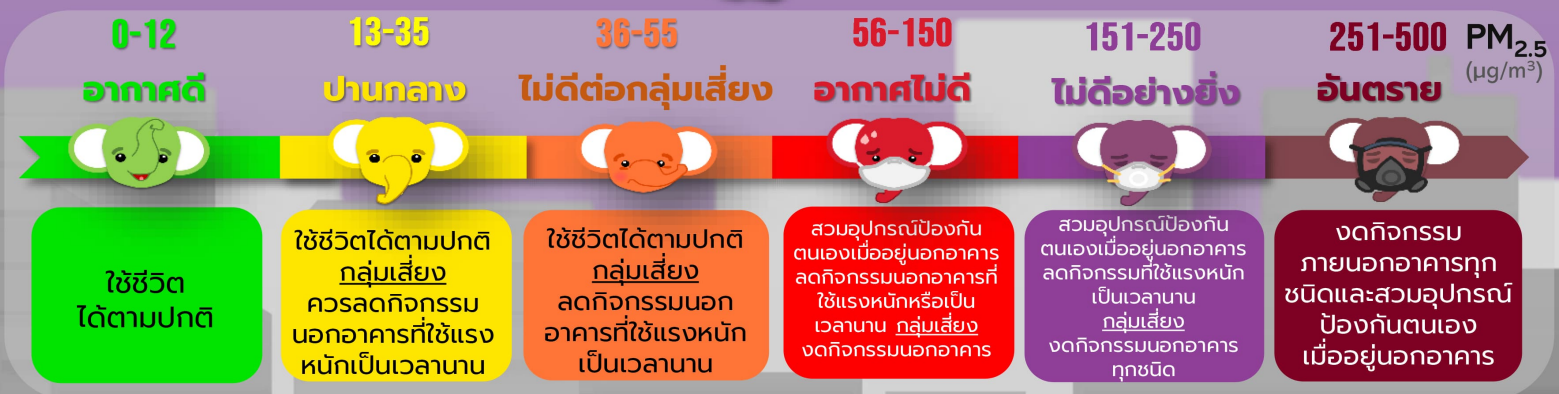 0-12
13-35
36-55
56-150
151-250
251-500
PM2.5
(µg/m³)
อากาศดี
ปานกลาง
ไม่ดีต่อกลุ่มเสี่ยง
อากาศไม่ดี
ไม่ดีอย่างยิ่ง
อันตราย
ใช้ชีวิต
ได้ตามปกติ
ใช้ชีวิตได้ตามปกติ
กลุ่มเสี่ยง
ควรลดกิจกรรม
นอกอาคารที่ใช้แรง
หนักเป็นเวลานาน
ใช้ชีวิตได้ตามปกติ
กลุ่มเสี่ยง
ลดกิจกรรมนอก
อาคารที่ใช้แรงหนัก
เป็นเวลานาน
สวมอุปกรณ์ป้องกัน
ตนเองเมื่ออยู่นอกอาคาร
ลดกิจกรรมนอกอาคารที่
ใช้แรงหนักหรือเป็น
เวลานาน กลุ่มเสี่ยง
งดกิจกรรมนอกอาคาร
สวมอุปกรณ์ป้องกัน
ตนเองเมื่ออยู่นอกอาคาร
ลดกิจกรรมที่ใช้แรงหนัก
เป็นเวลานาน
กลุ่มเสี่ยง
งดกิจกรรมนอกอาคาร
ทุกชนิด
งดกิจกรรม
ภายนอกอาคารทุก
ชนิดและสวมอุปกรณ์
ป้องกันตนเอง
เมื่ออยู่นอกอาคาร